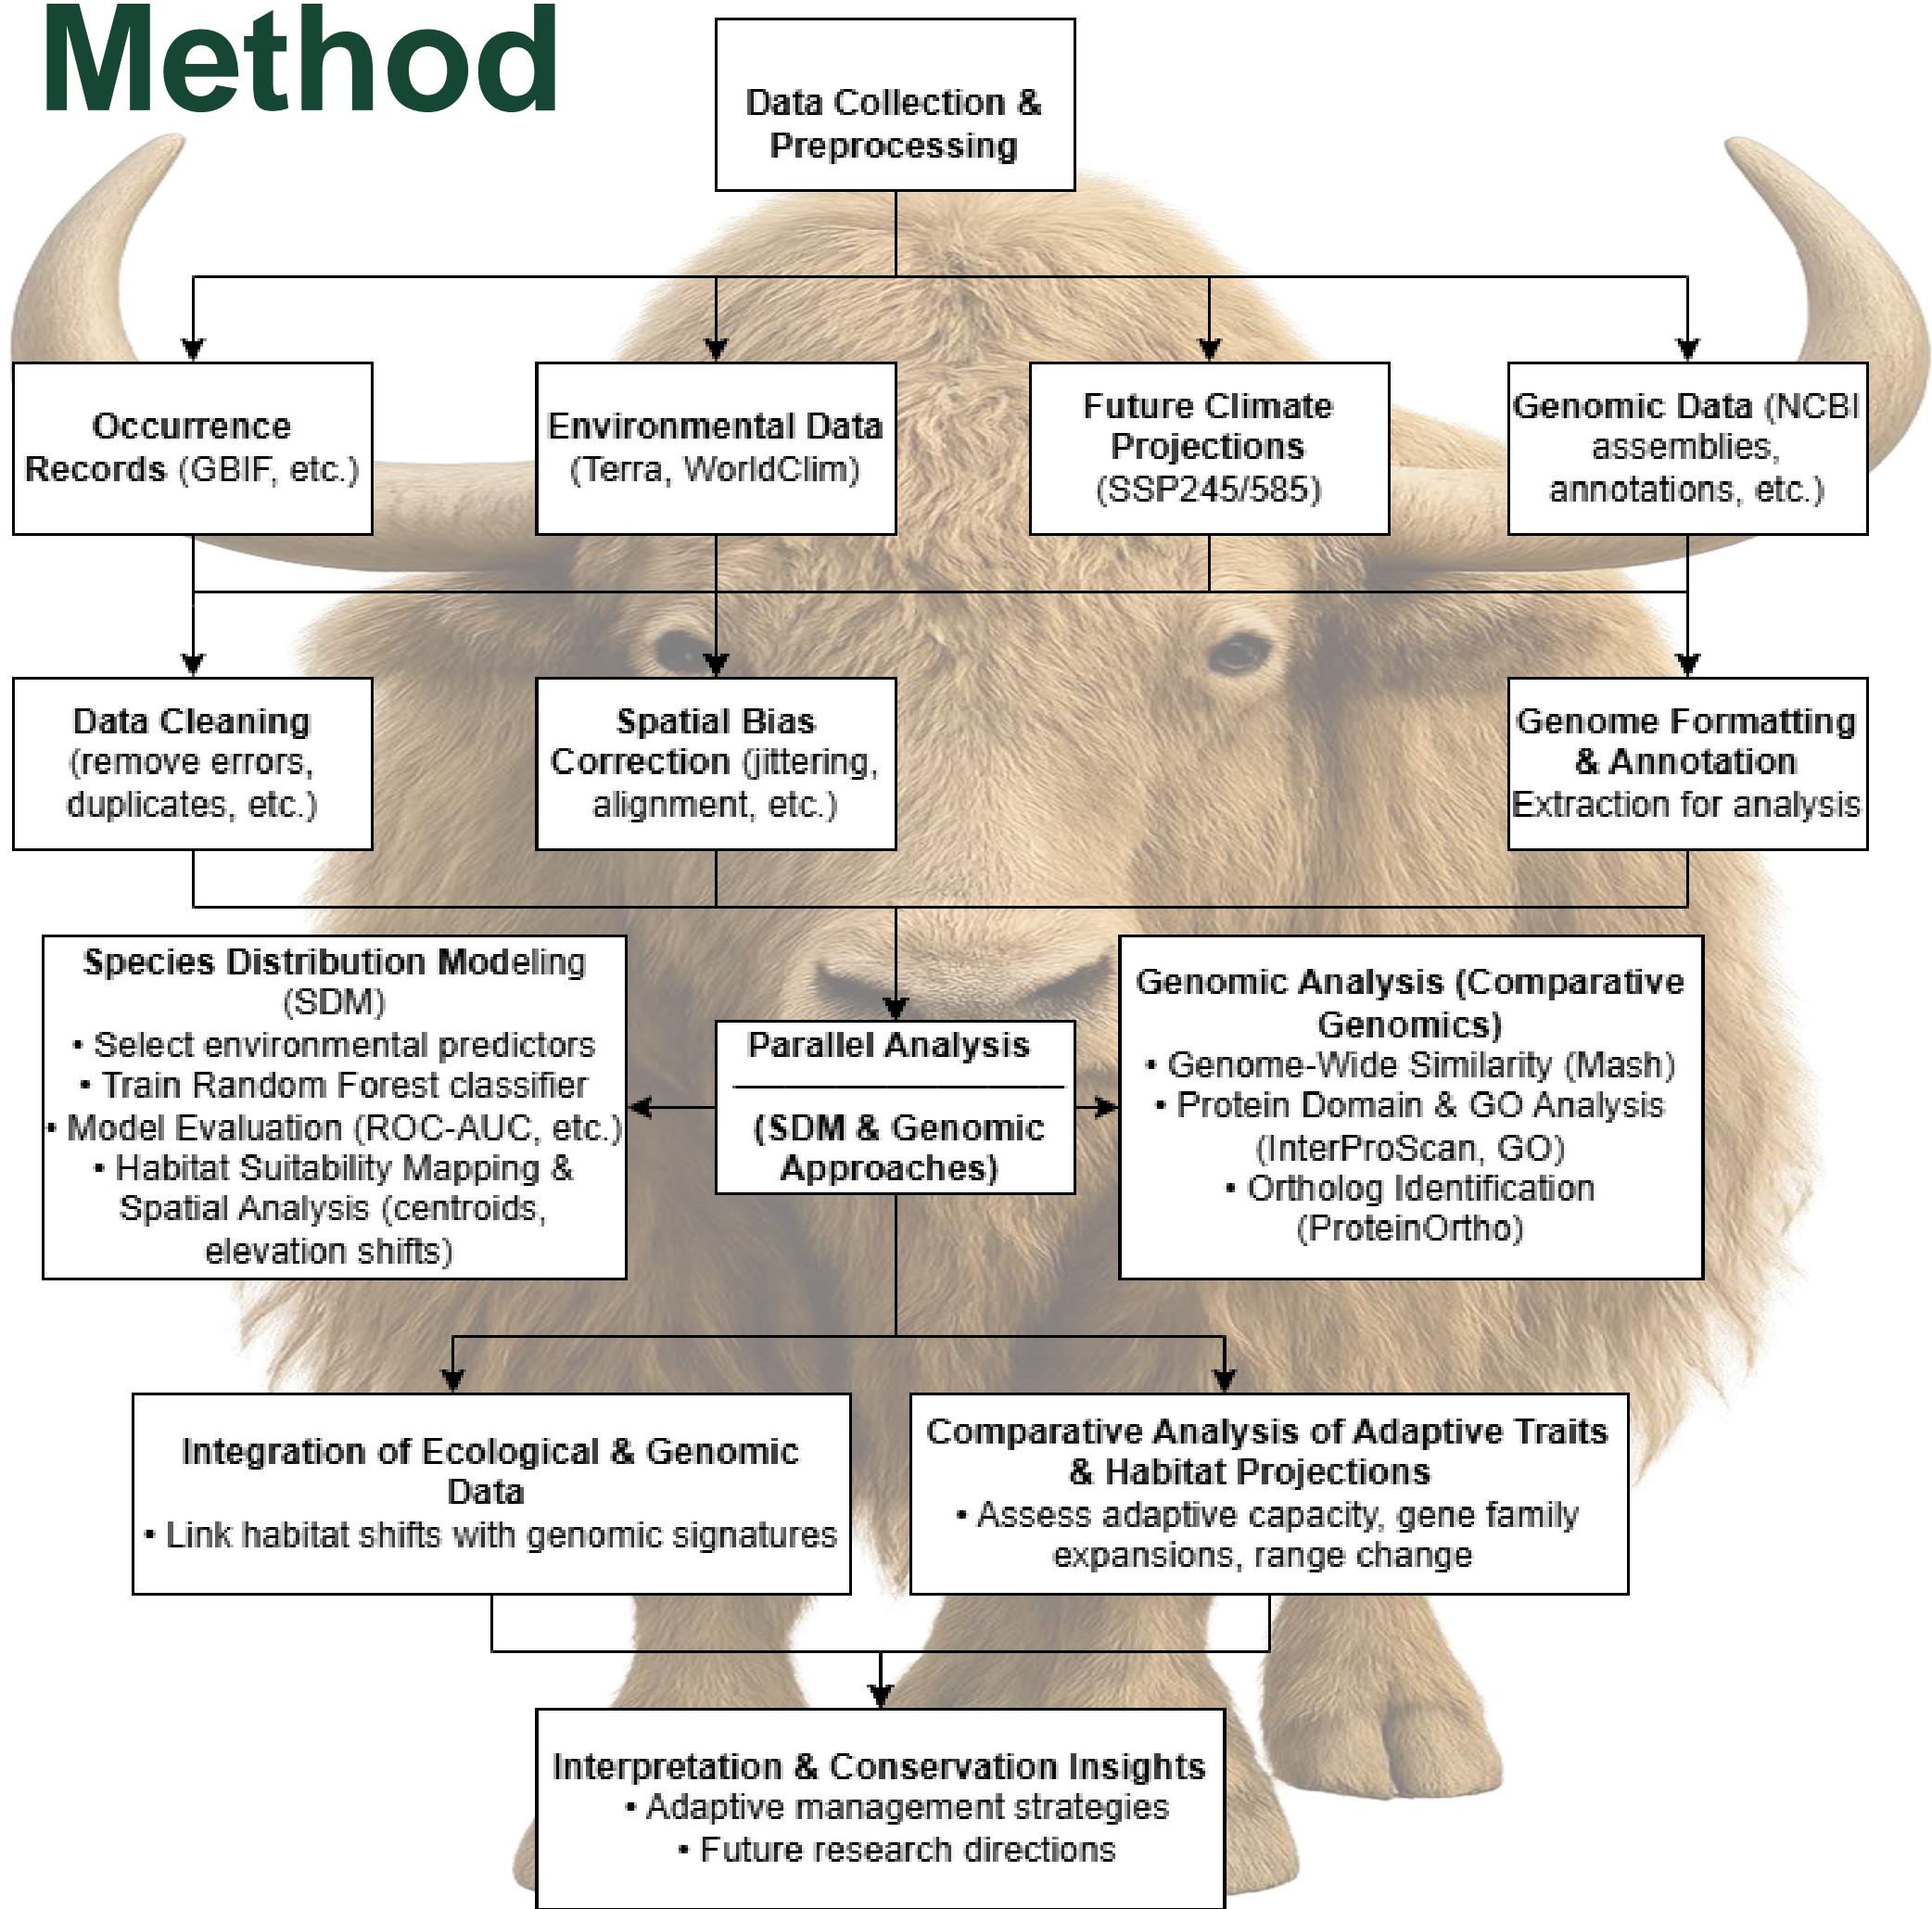 Method
Data Collection &
Preprocessing
Occurrence
Records (GBIF, etc.)
Environmental Data
(Terra, WorldClim)
Future Climate
Projections
(SSP245/585)
Genomic Data (NCBI
assemblies,
annotations, etc.)
Data Cleaning
(remove errors,
duplicates, etc.)
Spatial Bias
Correction (jittering,
alignment, etc.)
Genome Formatting
& Annotation
Extraction for analysis
Species Distribution Modeling
(SDM)
• Select environmental predictors
• Train Random Forest classifier
• Model Evaluation (ROC-AUC, etc.)
• Habitat Suitability Mapping &
Spatial Analysis (centroids,
elevation shifts)
Parallel Analysis
(SDM & Genomic
Approaches)
Genomic Analysis (Comparative
Genomics)
• Genome-Wide Similarity (Mash)
• Protein Domain & GO Analysis
(InterProScan, GO)
• Ortholog Identification
(ProteinOrtho)
Integration of Ecological & Genomic
Data
• Link habitat shifts with genomic signatures
Comparative Analysis of Adaptive Traits
& Habitat Projections
• Assess adaptive capacity, gene family
expansions, range change
Interpretation & Conservation Insights
• Adaptive management strategies
• Future research directions